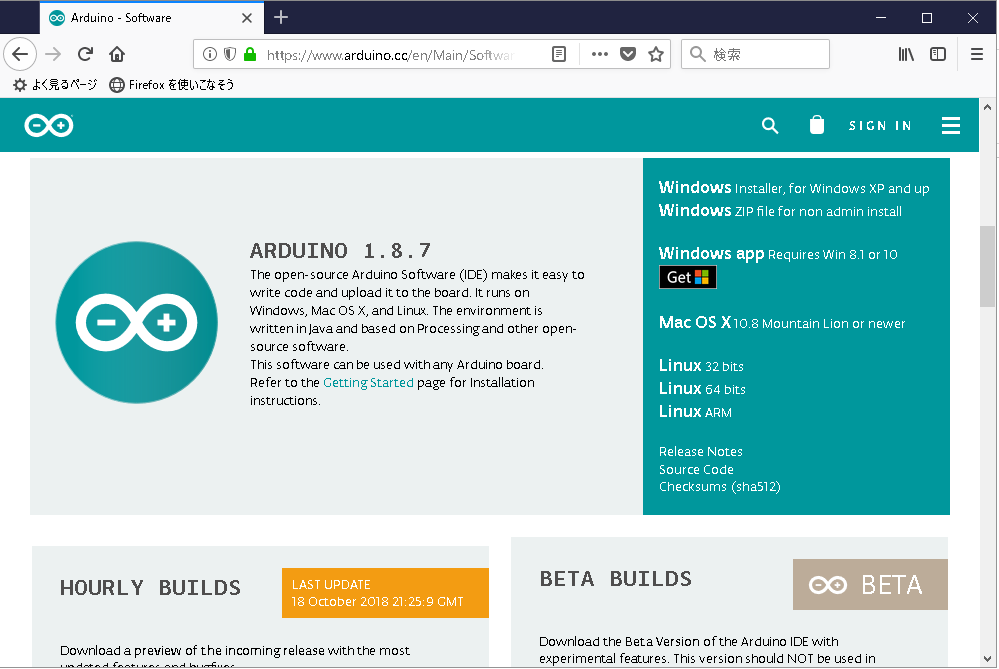 Arduino - Software
https://www.arduino.cc/en/Main/Softwar
検索
よく見るページ
Firefox を使いこなそう
SIGN IN
ARDUINO 1.8.7
The open-source Arduino Software (IDE) makes it easy to
write code and upload it to the board. It runs on
Windows, Mac OS X, and Linux. The environment is
written in Java and based on Processing and other open-
source software.
This software can be used with any Arduino board.
Refer to the Getting Started page for Installation
instructions.
Windows Installer, for Windows XP and up
Windows ZIP file for non admin install
Windows app Requires Win 8.1 or 10
Get
Mac OS X 10.8 Mountain Lion or newer
Linux 32 bits
Linux 64 bits
Linux ARM
Release Notes
Source Code
Checksums (sha512)
HOURLY BUILDS
LAST UPDATE
18 October 2018 21:25:9 GMT
Download a preview of the incoming release with the most
updated features and bugfixes.
BETA BUILDS
BETA
Download the Beta Version of the Arduino IDE with
experimental features. This version should NOT be used in